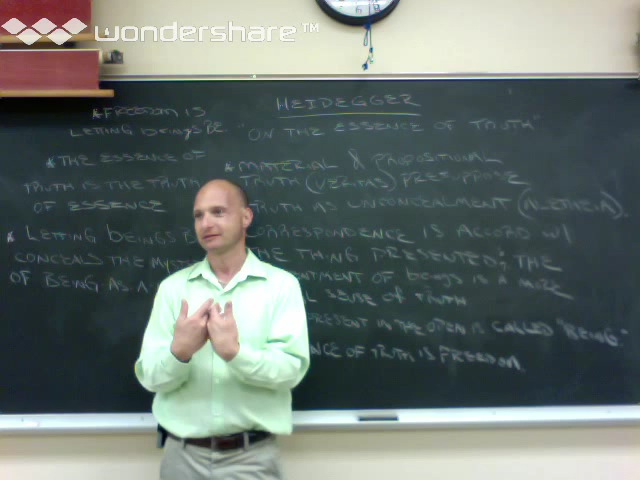 wondershare™
HEIDEGGER
"ON THE ESSENCE OF TRUTH"
*FREEDOM IS
LETTING BEINGS BE
*THE ESSENCE OF
TRUTH IS THE TRUTH
OF ESSENCE
* LETTING BEINGS
CONCEALS THE
OF BEING AS A
*MATERIAL & PROPOSITIONAL
TRUTH (VERITAS) PRESUPPOSE
TRUTH AS UNCONCEALMENT (ALETHEIA).
CORRESPONDENCE IS ACCORD W/
THE THING PRESENTED; THE
OF BEINGS IS A MORE
SENSE OF TRUTH
PRESENT IN THE OPEN IS CALLED "BEING."
OF TRUTH IS FREEDOM.